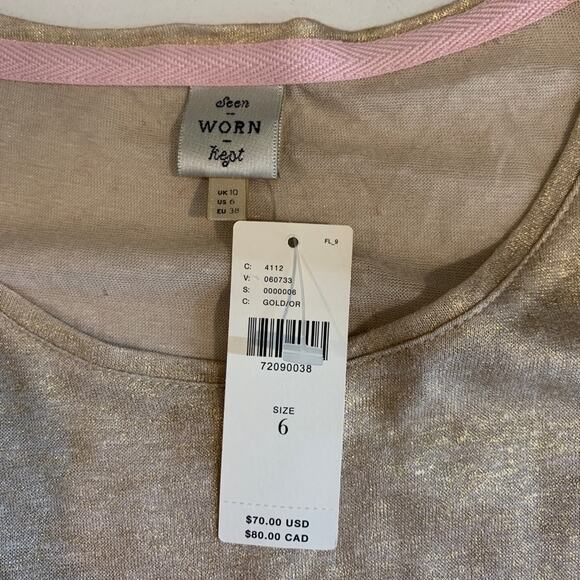 Seen
WORN
Kept
UK 10
US 6
EU 38
FL_9
C: 4112
V: 060733
S: 0000006
C: GOLD/OR
72090038
SIZE
6
$70.00 USD
$80.00 CAD